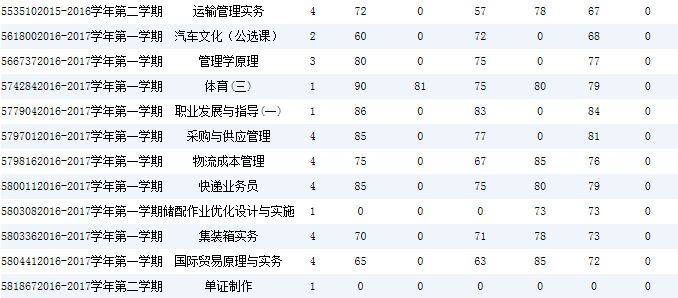 5535102015-2016学年第二学期 运输管理实务 4 72 0 57 78 67 0
5618002016-2017学年第一学期 汽车文化（公选课） 2 60 0 72 0 68 0
5667372016-2017学年第一学期 管理学原理 3 80 0 75 0 77 0
5742842016-2017学年第一学期 体育(三) 1 90 81 75 80 79 0
5779042016-2017学年第一学期 职业发展与指导(一) 1 86 0 83 0 84 0
5797012016-2017学年第一学期 采购与供应管理 4 85 0 77 0 81 0
5798162016-2017学年第一学期 物流成本管理 4 75 0 67 85 76 0
5800112016-2017学年第一学期 快递业务员 4 85 0 75 80 79 0
5803082016-2017学年第一学期 储配作业优化设计与实施 1 0 0 0 73 73 0
5803362016-2017学年第一学期 集装箱实务 4 70 0 71 78 73 0
5804412016-2017学年第一学期 国际贸易原理与实务 4 65 0 63 85 72 0
5818672016-2017学年第二学期 单证制作 1 0 0 0 0 0 0